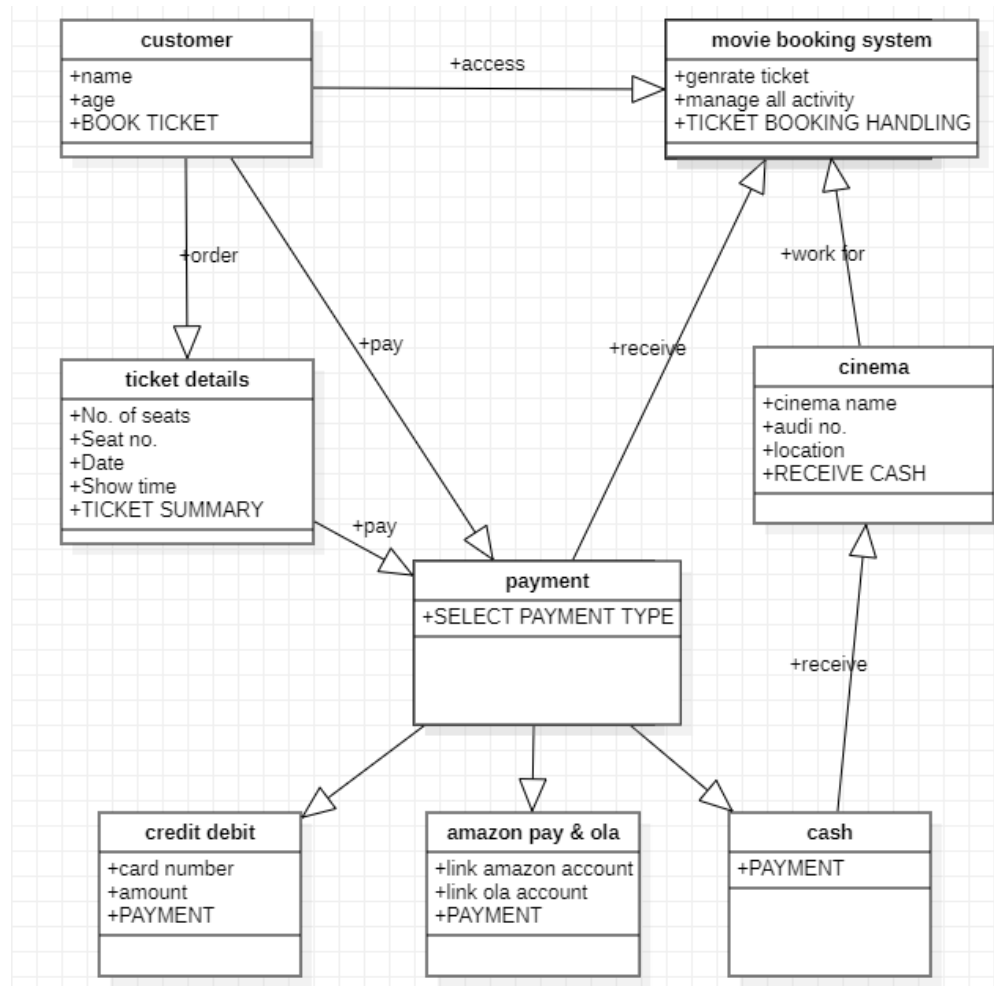 customer
+name
+age
+BOOK TICKET
+access
movie booking system
+genrate ticket
+manage all activity
+TICKET BOOKING HANDLING
+order
+pay
+receive
+work for
ticket details
+No. of seats
+Seat no.
+Date
+Show time
+TICKET SUMMARY
+pay
cinema
+cinema name
+audi no.
+location
+RECEIVE CASH
payment
+SELECT PAYMENT TYPE
+receive
credit debit
+card number
+amount
+PAYMENT
amazon pay & ola
+link amazon account
+link ola account
+PAYMENT
cash
+PAYMENT